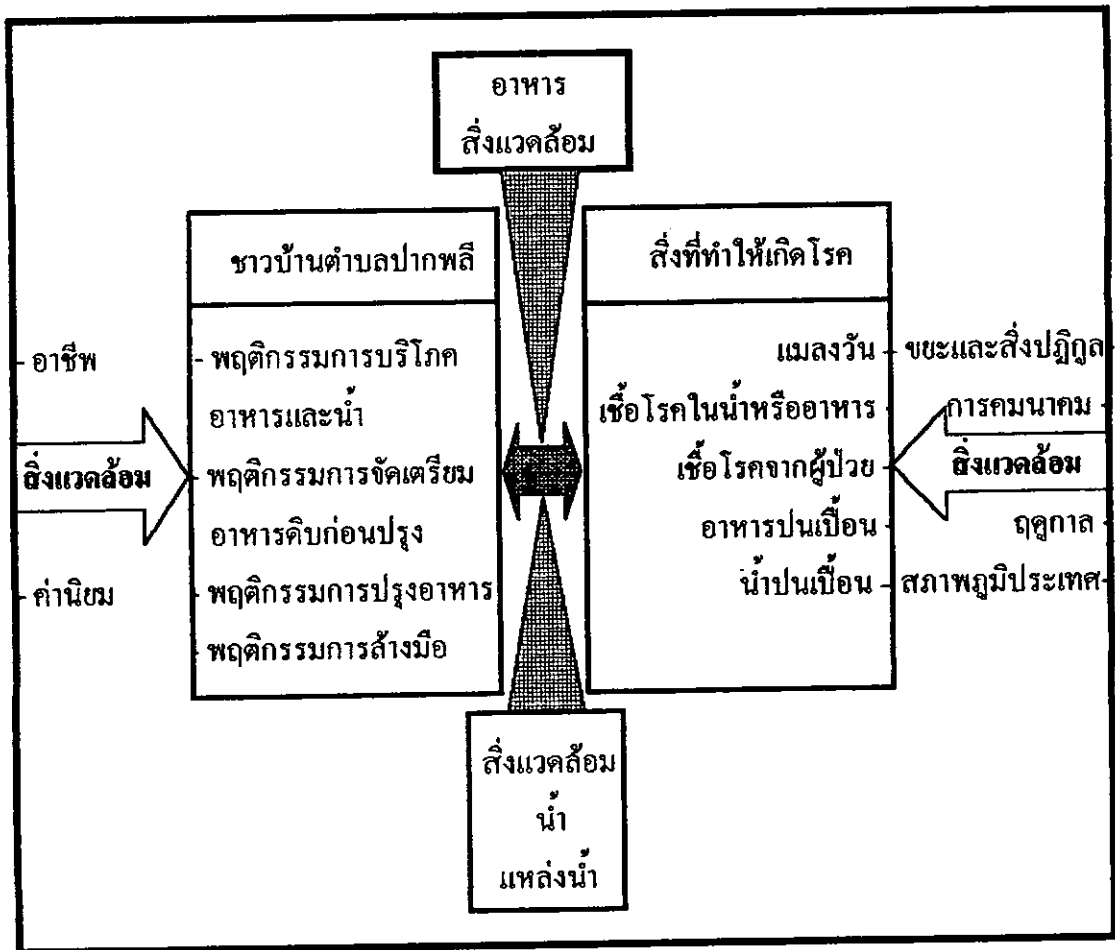 อาหาร
สิ่งแวดล้อม
ชาวบ้านตำบลปากพลี
สิ่งที่ทำให้เกิดโรค
- อาชีพ
สิ่งแวดล้อม
- ค่านิยม
- พฤติกรรมการบริโภค
อาหารและน้ำ
- พฤติกรรมการจัดเตรียม
อาหารดิบก่อนปรุง
- พฤติกรรมการปรุงอาหาร
- พฤติกรรมการล้างมือ
แมลงวัน -
เชื้อโรคในน้ำหรืออาหาร -
เชื้อโรคจากผู้ป่วย -
อาหารปนเปื้อน -
น้ำปนเปื้อน -
ขยะและสิ่งปฏิกูล -
การคมนาคม -
สิ่งแวดล้อม
ฤดูกาล -
สภาพภูมิประเทศ -
สิ่งแวดล้อม
น้ำ
แหล่งน้ำ